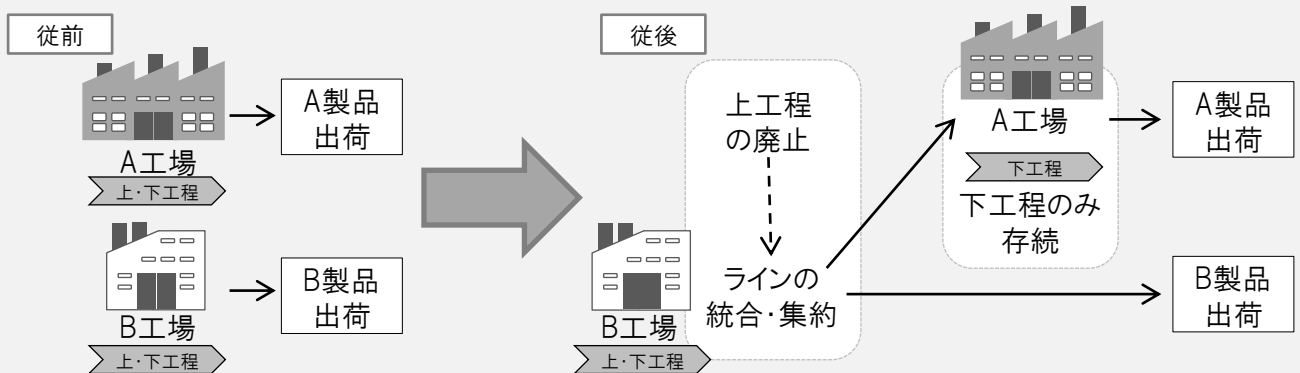 従前
A製品
出荷
A工場
上・下工程
B製品
出荷
B工場
上・下工程
従後
上工程
の廃止
ラインの
統合・集約
B工場
上・下工程
A工場
下工程
下工程のみ
存続
A製品
出荷
B製品
出荷